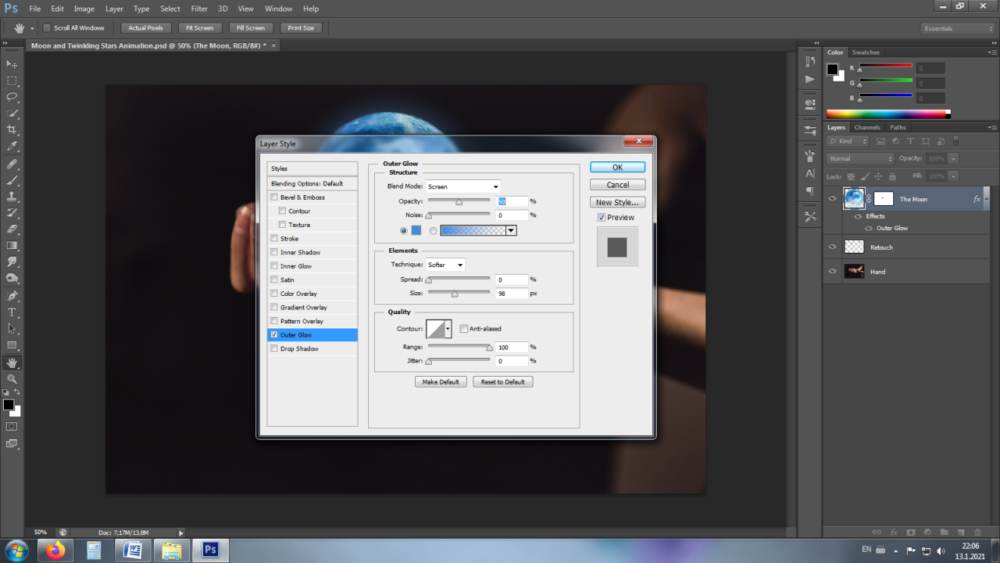 Ps File Edit Image Layer Type Select Filter 3D View Window Help
Scroll All Windows Actual Pixels Fit Screen Fill Screen Print Size Essentials
Moon and Twinkling Stars Animation.psd @ 50% (The Moon, RGB/8#) * ×
Color Swatches
R 0
G 0
B 0
Layers Channels Paths
Kind
Normal Opacity: 100%
Lock: Fill: 100%
The Moon fx
Effects
Outer Glow
Retouch
Hand
Layer Style
Styles
Blending Options: Default
Bevel & Emboss
Contour
Texture
Stroke
Inner Shadow
Inner Glow
Satin
Color Overlay
Gradient Overlay
Pattern Overlay
Outer Glow
Drop Shadow
Outer Glow
Structure
Blend Mode: Screen
Opacity: 50 %
Noise: 0 %
Elements
Technique: Softer
Spread: 0 %
Size: 98 px
Quality
Contour: Anti-aliased
Range: 100 %
Jitter: 0 %
Make Default Reset to Default
OK
Cancel
New Style...
Preview
50% Doc: 7,17M/13,8M
fx
Ps
EN
22:06
13.1.2021